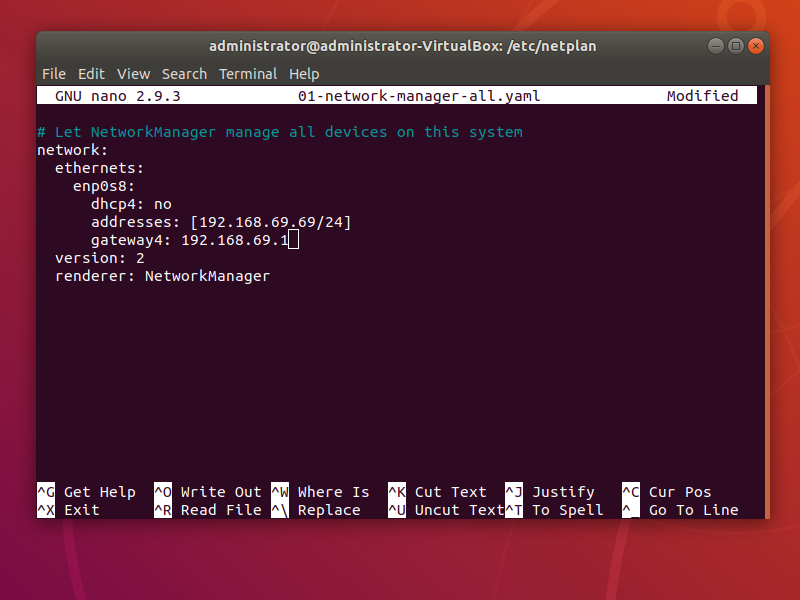 administrator@administrator-VirtualBox: /etc/netplan
File Edit View Search Terminal Help
GNU nano 2.9.3 01-network-manager-all.yaml Modified
# Let NetworkManager manage all devices on this system
network:
  ethernets:
    enp0s8:
      dhcp4: no
      addresses: [192.168.69.69/24]
      gateway4: 192.168.69.1
  version: 2
  renderer: NetworkManager
^G Get Help ^O Write Out ^W Where Is ^K Cut Text ^J Justify ^C Cur Pos
^X Exit ^R Read File ^\ Replace ^U Uncut Text ^T To Spell ^_ Go To Line